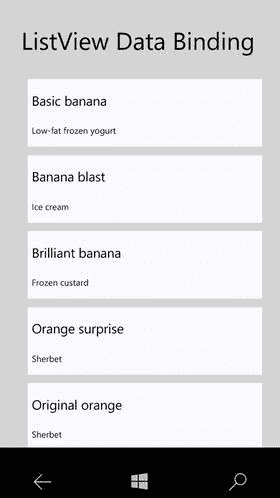 ListView Data Binding
Basic banana
Low-fat frozen yogurt
Banana blast
Ice cream
Brilliant banana
Frozen custard
Orange surprise
Sherbet
Original orange
Sherbet